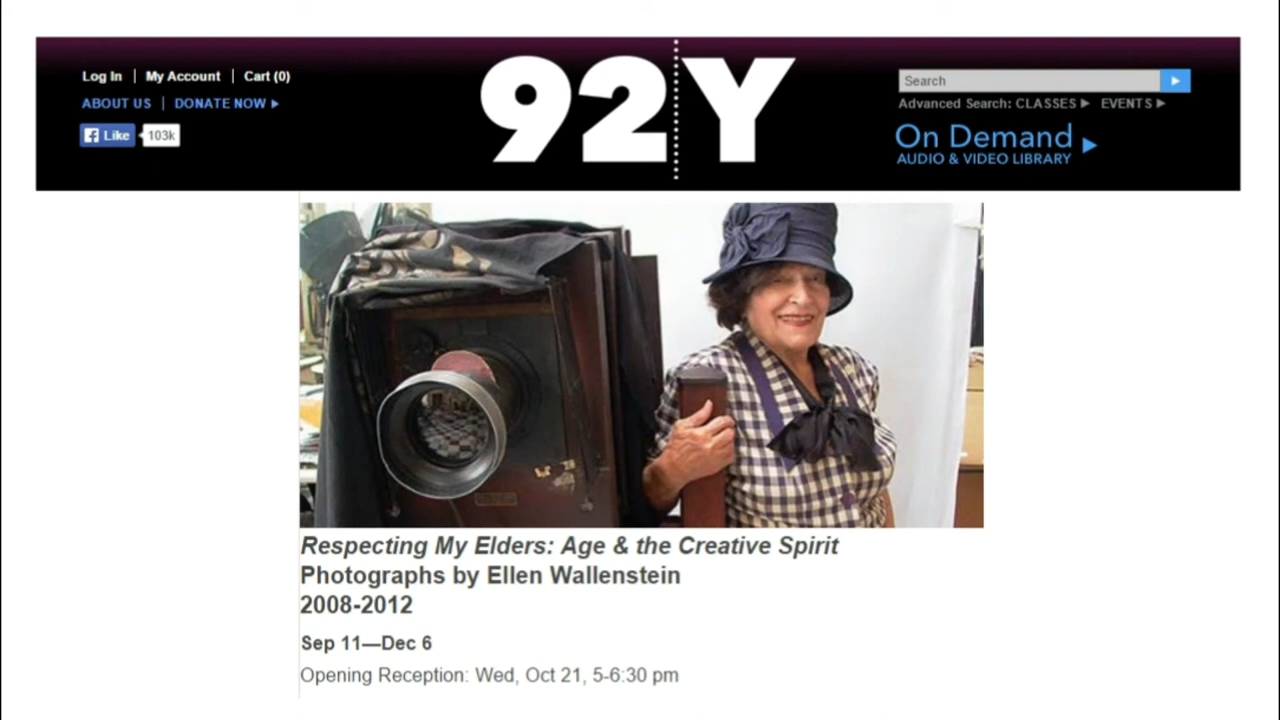 Log In | My Account | Cart (0)
ABOUT US | DONATE NOW
Like 103k
92Y
Search
Advanced Search: CLASSES EVENTS
On Demand
AUDIO & VIDEO LIBRARY
Respecting My Elders: Age & the Creative Spirit
Photographs by Ellen Wallenstein
2008-2012
Sep 11—Dec 6
Opening Reception: Wed, Oct 21, 5-6:30 pm